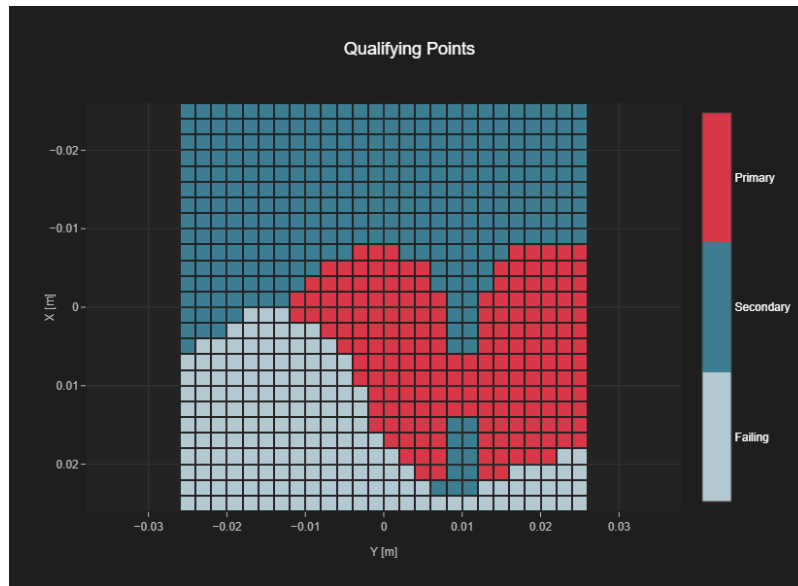 Qualifying Points
−0.02
−0.01
0
0.01
0.02
X [m]
−0.03
−0.02
−0.01
0
0.01
0.02
0.03
Y [m]
Primary
Secondary
Failing